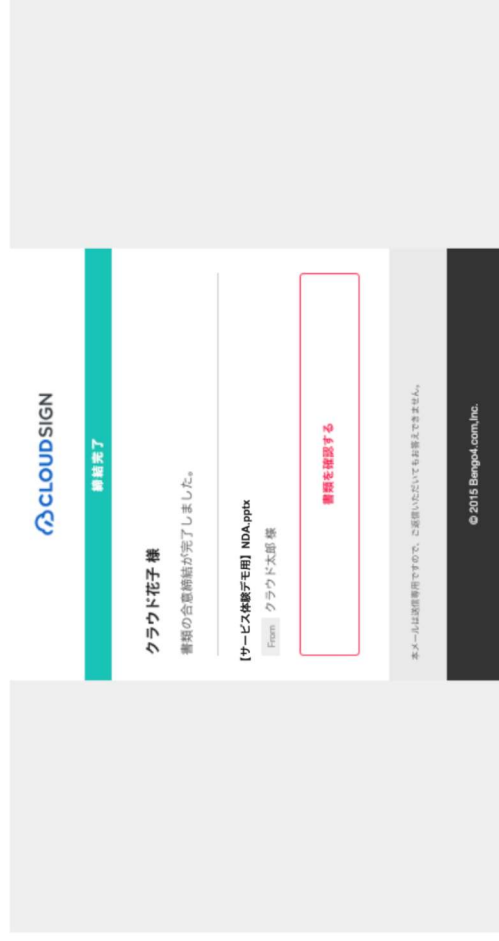 CLOUDSIGN
締結完了
クラウド花子 様
書類の合意締結が完了しました。
【サービス体験デモ用】NDA.pptx
From クラウド太郎 様
書類を確認する
本メールは送信専用ですので、ご返信いただいてもお答えできません。
© 2015 Bengo4.com,Inc.